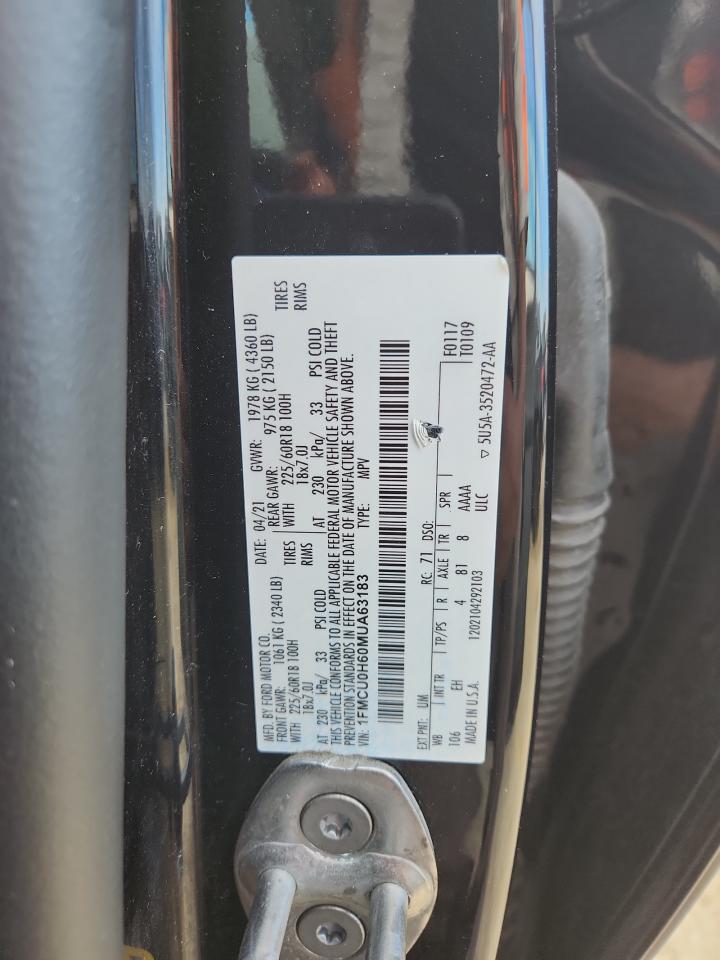 MFD. BY FORD MOTOR CO. DATE: 04/21 GVWR: 1978 KG ( 4360 LB)
FRONT GAWR: 1061 KG ( 2340 LB) REAR GAWR: 975 KG ( 2150 LB)
WITH 225/60R18 100H TIRES WITH 225/60R18 100H TIRES
18x7.0J RIMS 18x7.0J RIMS
AT 230 kPa/ 33 PSI COLD AT 230 kPa/ 33 PSI COLD
THIS VEHICLE CONFORMS TO ALL APPLICABLE FEDERAL MOTOR VEHICLE SAFETY AND THEFT
PREVENTION STANDARDS IN EFFECT ON THE DATE OF MANUFACTURE SHOWN ABOVE.
VIN: 1FMCU0H60MUA63183 TYPE: MPV
EXT PNT: UM RC: 71 DSO: F0117
WB INT TR TP/PS R AXLE TR SPR T0109
106 EH 4 81 8 AAAA
ULC
MADE IN U.S.A. 1202104292103 ▽ 5U5A-3520472-AA